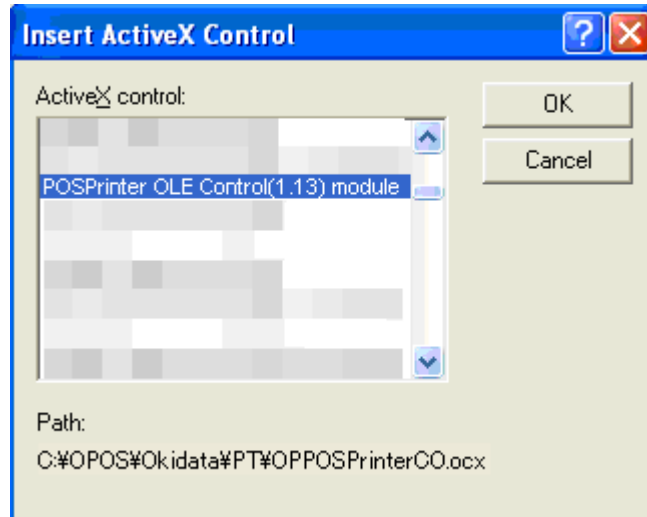 Insert ActiveX Control
ActiveX control:
OK
Cancel
POSPrinter OLE Control(1.13) module
Path:
C:¥OPOS¥Okidata¥PT¥OPPOSPrinterCO.ocx